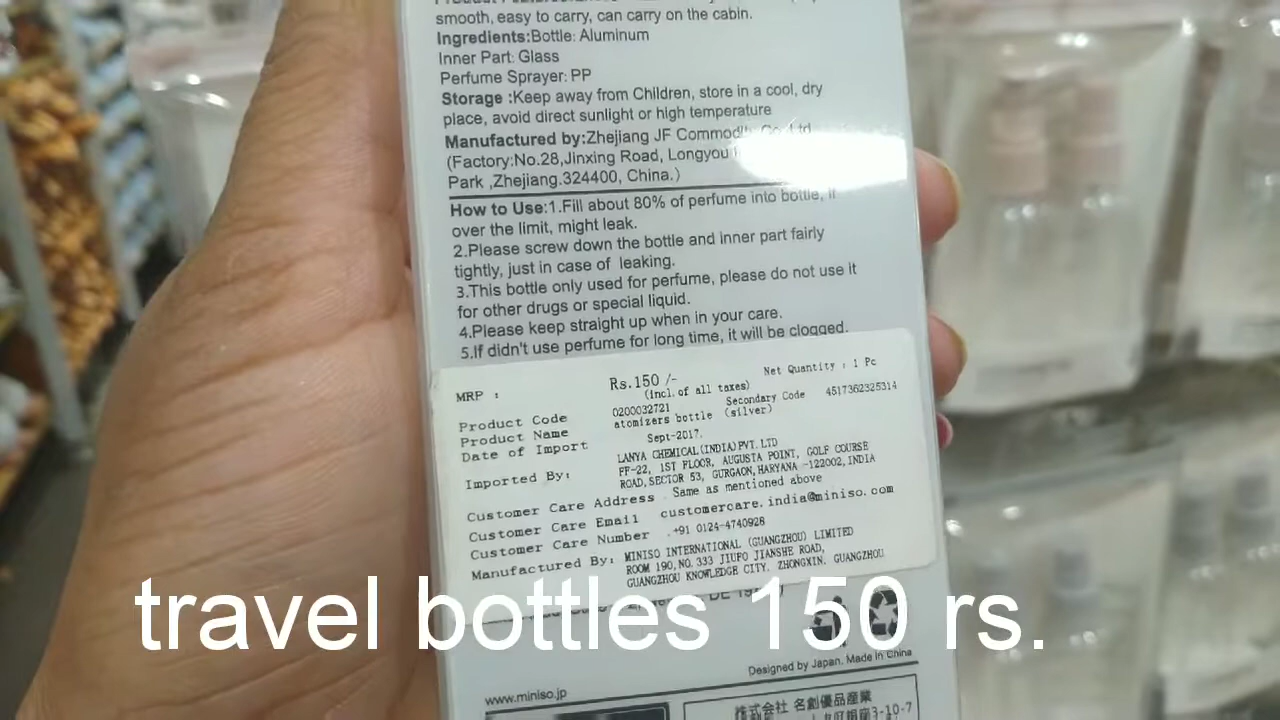 smooth, easy to carry, can carry on the cabin.
Ingredients:Bottle: Aluminum
Inner Part: Glass
Perfume Sprayer: PP
Storage :Keep away from Children, store in a cool, dry
place, avoid direct sunlight or high temperature
Manufactured by:Zhejiang JF Commodity Co. Ltd
(Factory:No.28,Jinxing Road, Longyou
Park ,Zhejiang.324400, China.)
How to Use:1.Fill about 80% of perfume into bottle, if
over the limit, might leak.
2.Please screw down the bottle and inner part fairly
tightly, just in case of leaking.
3.This bottle only used for perfume, please do not use it
for other drugs or special liquid.
4.Please keep straight up when in your care.
5.If didn't use perfume for long time, it will be clogged.
MRP : Rs.150 /- Net Quantity : 1 Pc
(incl.of all taxes)
Product Code 0200032721 Secondary Code 4517362325314
Product Name atomizers bottle (silver)
Date of Import Sept-2017.
Imported By: LANYA CHEMICAL(INDIA)PVT. LTD
FF-22, 1ST FLOOR, AUGUSTA POINT, GOLF COURSE
ROAD,SECTOR 53, GURGAON,HARYANA -122002,INDIA
Customer Care Address Same as mentioned above
Customer Care Email customercare.india@miniso.com
Customer Care Number .+91 0124-4740928
Manufactured By: MINISO INTERNATIONAL (GUANGZHOU) LIMITED
ROOM 190,NO.333 JIUFO JIANSHE ROAD,
GUANGZHOU KNOWLEDGE CITY. ZHONGXIN. GUANGZHOU
travel bottles 150 rs.
Designed by Japan. Made in China
www.miniso.jp
株式会社 名創優品産業
銀座3-10-7